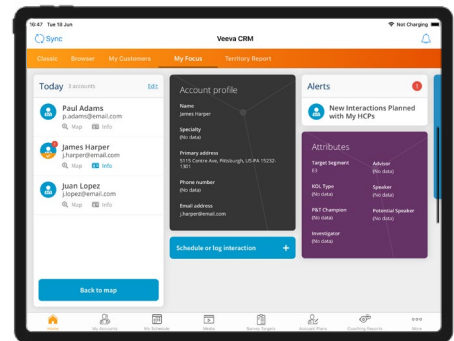 16:47 Tue 18 Jun
Not Charging
Sync
Veeva CRM
Classic
Browser
My Customers
My Focus
Territory Report
Today
3 accounts
Edit
Paul Adams
p.adams@email.com
Map
Info
James Harper
j.harper@email.com
Map
Info
Juan Lopez
j.lopez@email.com
Map
Info
Back to map
Account profile
Name
James Harper
Specialty
(No data)
Primary address
5115 Centre Ave, Pittsburgh, US-PA 15232-
1301
Phone number
(No data)
Email address
j.harper@email.com
Schedule or log interaction +
Alerts
1
New Interactions Planned
with My HCPs
Attributes
Target Segment
Advisor
(No data)
KOL Type
(No data)
Speaker
(No data)
P&T Champion
(No data)
Potential Speaker
(No data)
Investigator
(No data)
Home
My Accounts
My Schedule
Media
Survey Targets
Account Plans
Coaching Reports
More